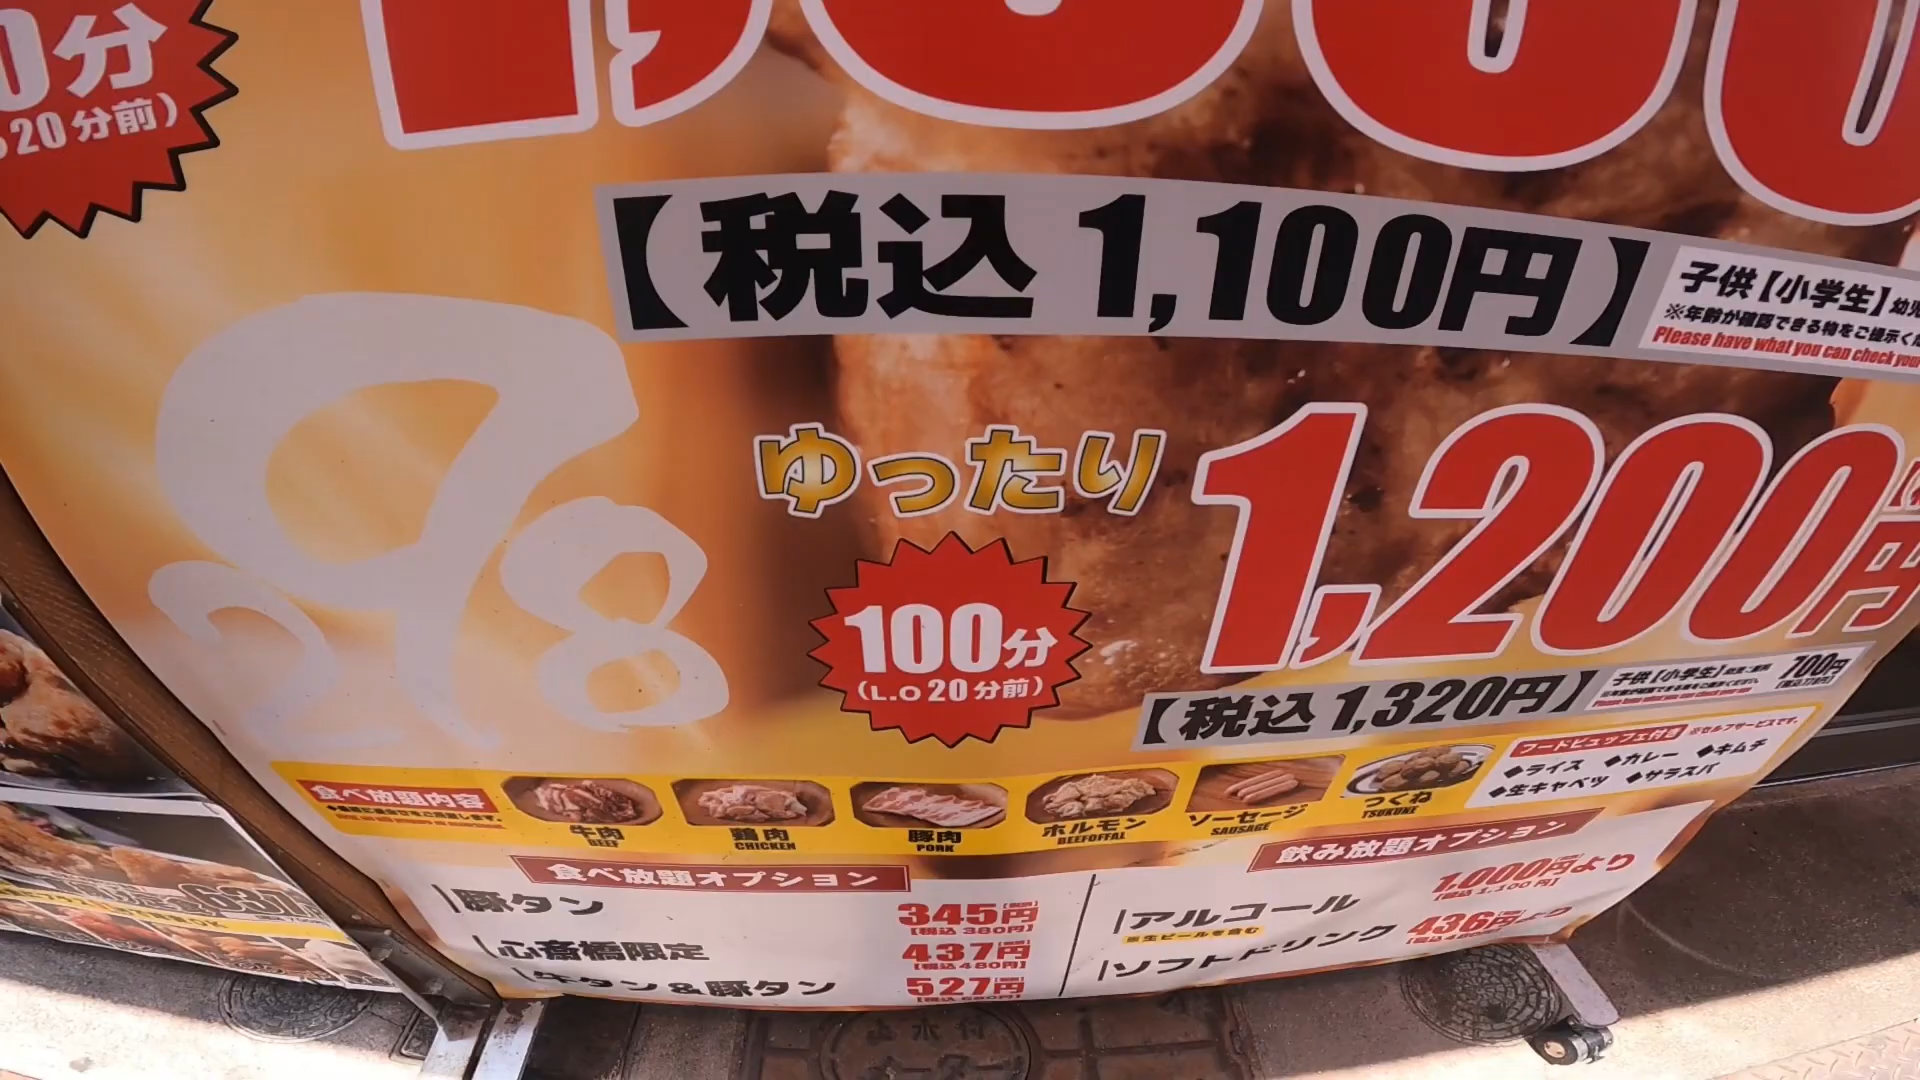 0分
20分前)
【税込1,100円】
子供【小学生】
※年齢が確認できる物をご提示く
Please have what you can check your
ゆったり
1,200円
100分
(L.O 20分前)
【税込1,320円】
子供【小学生】
700円
298
食べ放題内容
牛肉
BEEF
鶏肉
CHICKEN
豚肉
PORK
ホルモン
BEEFOFFAL
ソーセージ
SAUSAGE
つくね
TSUKUNE
フードビュッフェ付き ※セルフサービスです。
◆ライス ◆カレー ◆キムチ
◆生キャベツ ◆サラスパ
食べ放題オプション
豚タン 345円
【税込380円】
心斎橋限定 437円
【税込480円】
牛タン&豚タン 527円
飲み放題オプション
アルコール 1,000円より
【税込1,100円】
※生ビールを含む
ソフトドリンク 436円より
637